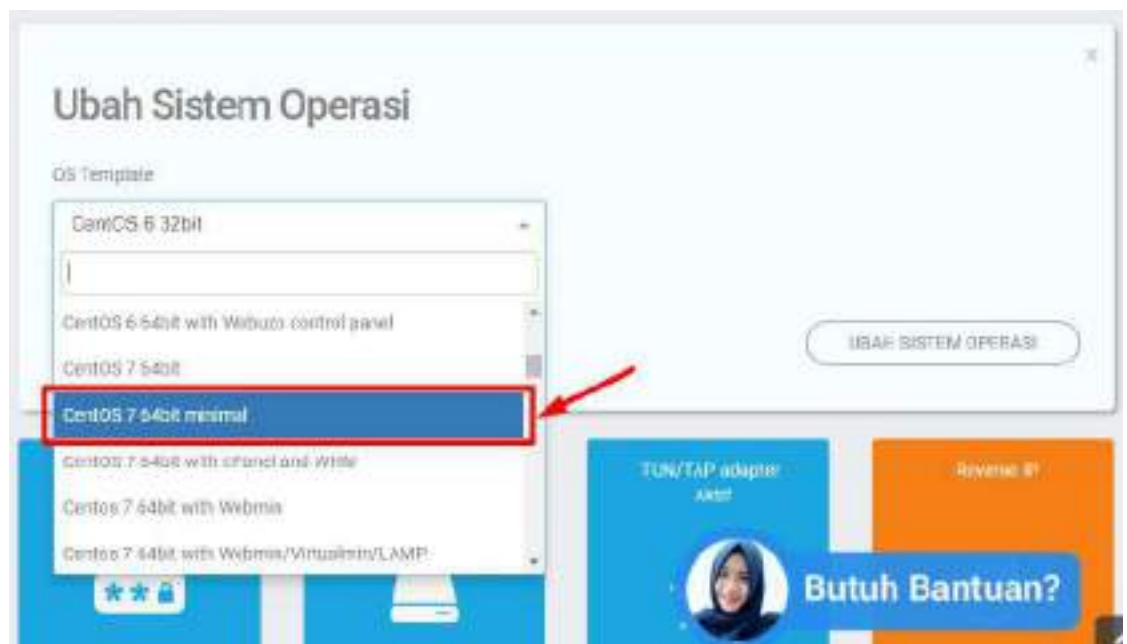 Ubah Sistem Operasi
OS Template
CentOS 6 32bit
CentOS 6 64bit with Webuzo control panel
CentOS 7 64bit
CentOS 7 64bit minimal
CentOS 7 64bit with cPanel and WHM
Centos 7 64bit with Webmin
Centos 7 64bit with Webmin/Virtualmin/LAMP
UBAH SISTEM OPERASI
TUN/TAP adapter
Aktif
Reverse IP
Butuh Bantuan?